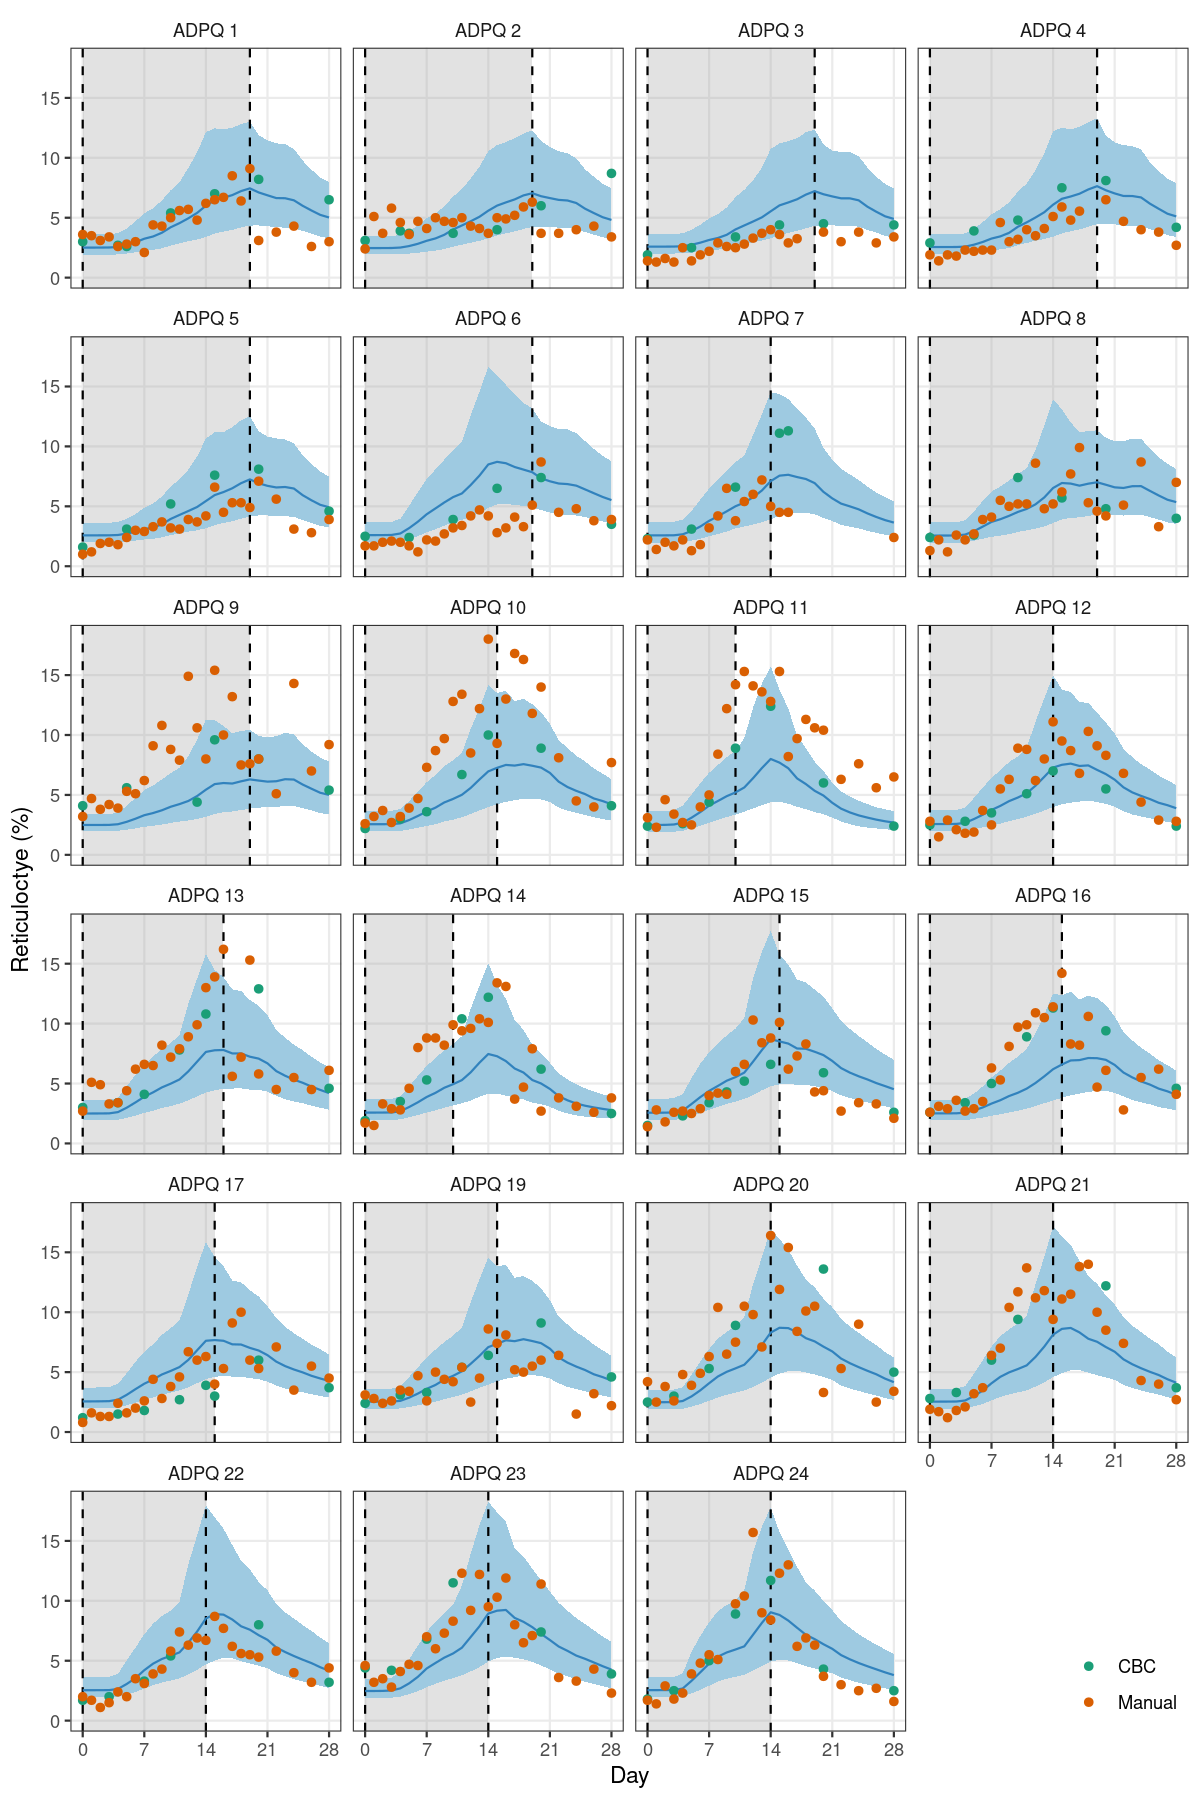 ADPQ 1 ADPQ 2 ADPQ 3 ADPQ 4
15
10
5
0
ADPQ 5 ADPQ 6 ADPQ 7 ADPQ 8
15
10
5
0
ADPQ 9 ADPQ 10 ADPQ 11 ADPQ 12
15
10
5
0
Reticuloctye (%)
ADPQ 13 ADPQ 14 ADPQ 15 ADPQ 16
15
10
5
0
ADPQ 17 ADPQ 19 ADPQ 20 ADPQ 21
15
10
5
0
0 7 14 21 28
ADPQ 22 ADPQ 23 ADPQ 24
15
10
5
0
CBC
Manual
0 7 14 21 28 0 7 14 21 28 0 7 14 21 28
Day